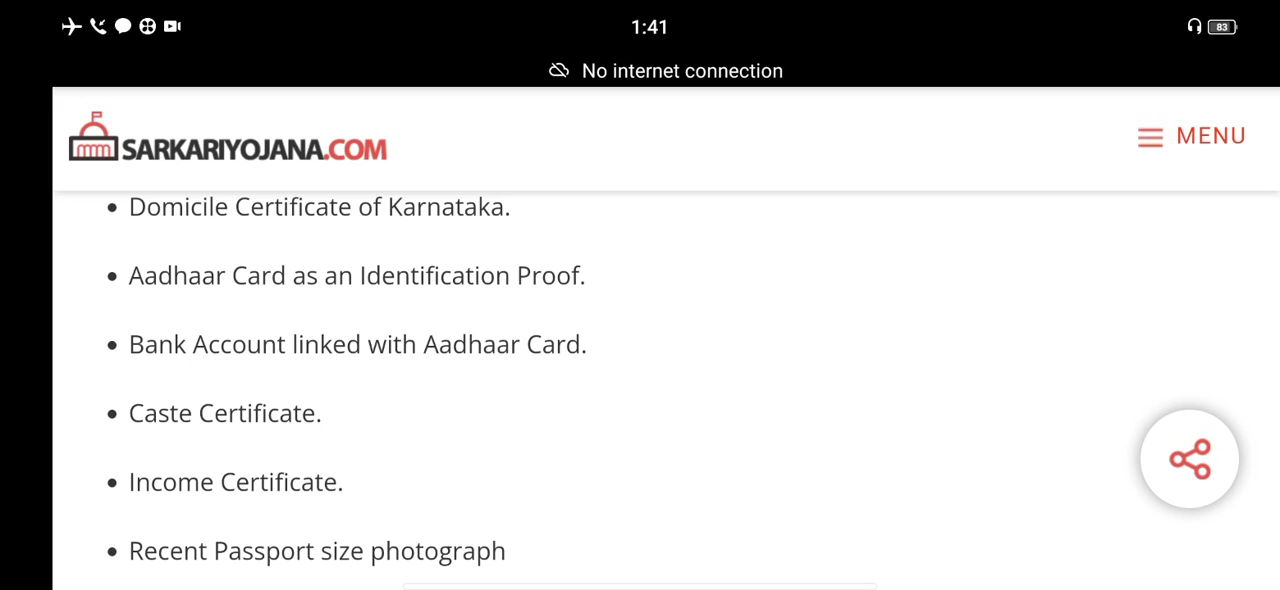 1:41
83
No internet connection
SARKARIYOJANA.COM
MENU
• Domicile Certificate of Karnataka.
• Aadhaar Card as an Identification Proof.
• Bank Account linked with Aadhaar Card.
• Caste Certificate.
• Income Certificate.
• Recent Passport size photograph